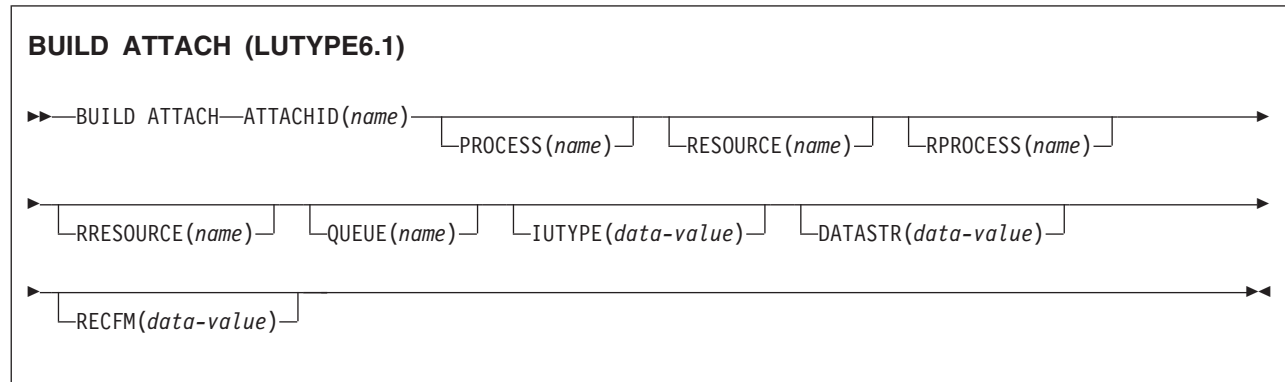 BUILD ATTACH (LUTYPE6.1)
BUILD ATTACH ATTACHID(name)
PROCESS(name) RESOURCE(name) RPROCESS(name)
RRESOURCE(name) QUEUE(name) IUTYPE(data-value) DATASTR(data-value)
RECFM(data-value)